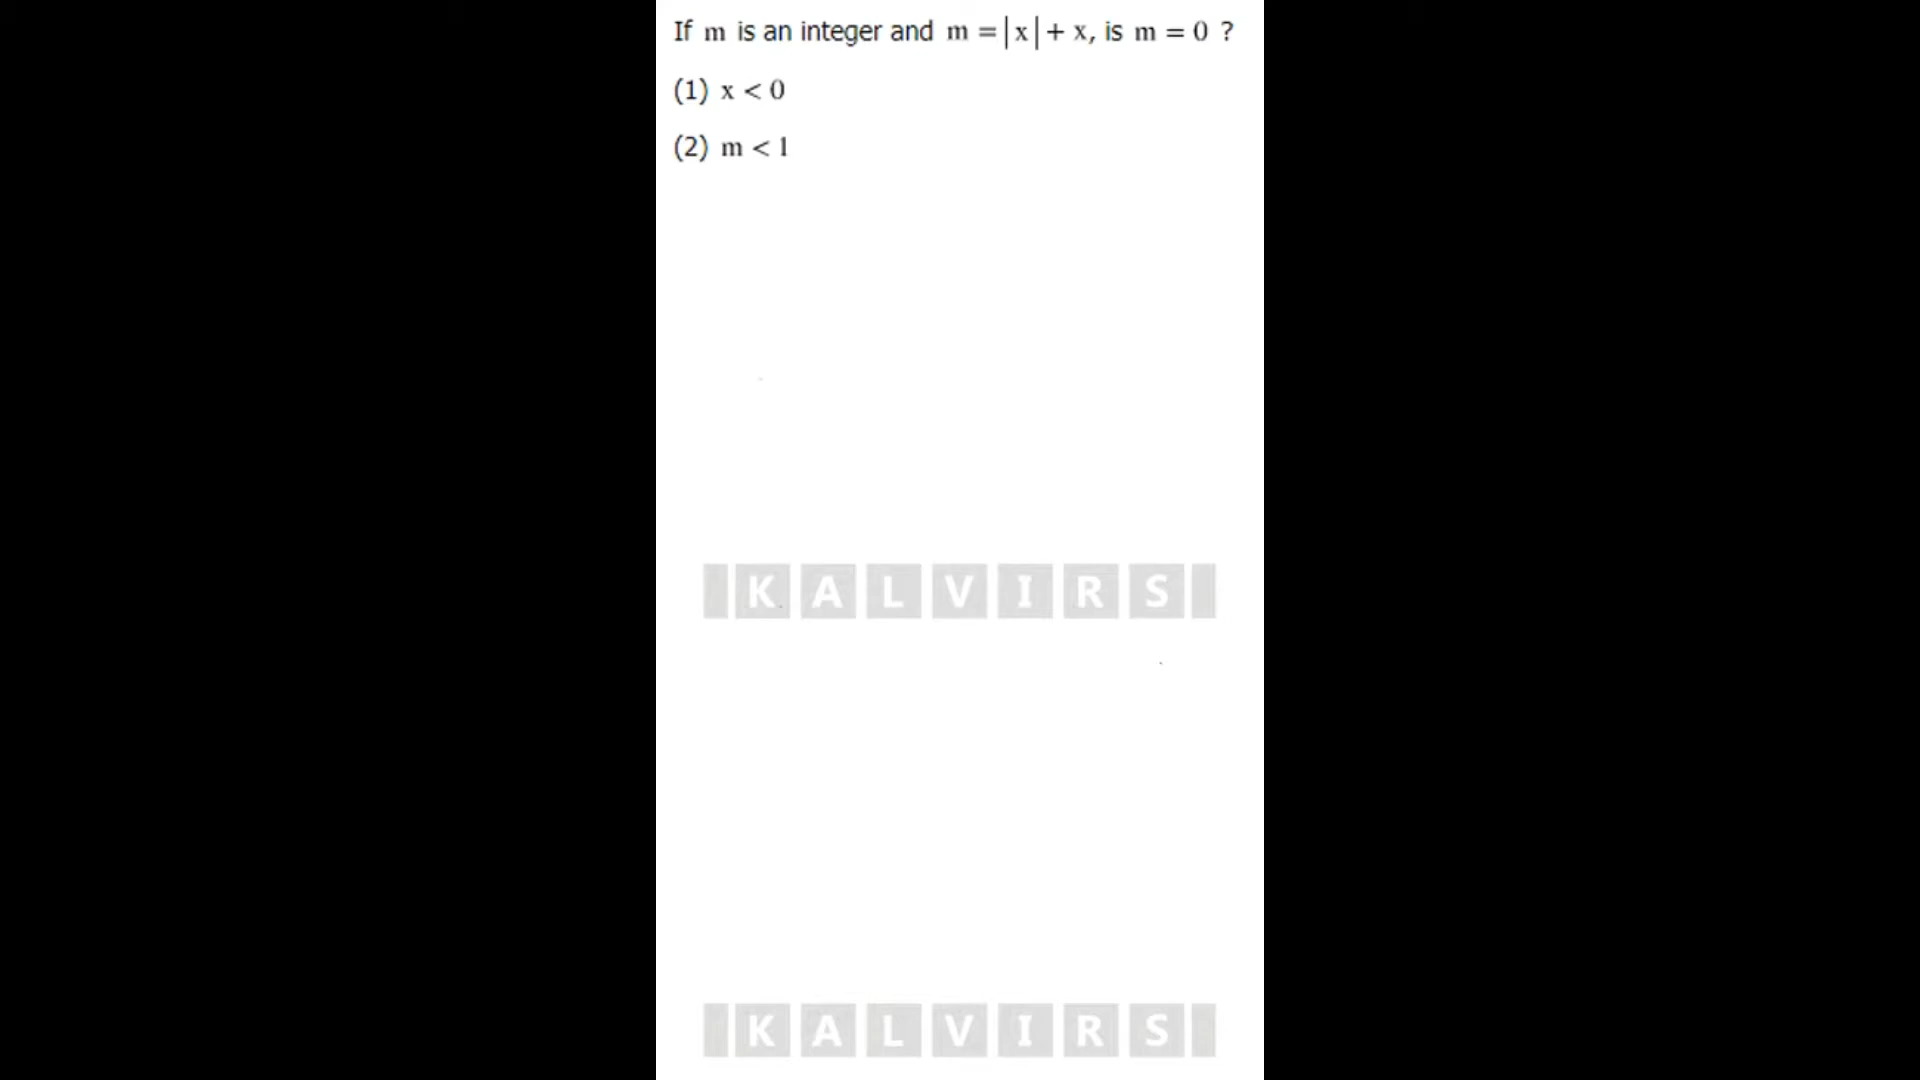 If m is an integer and m = |x| + x, is m = 0 ?
(1) x < 0
(2) m < 1
KALVIRS
KALVIRS